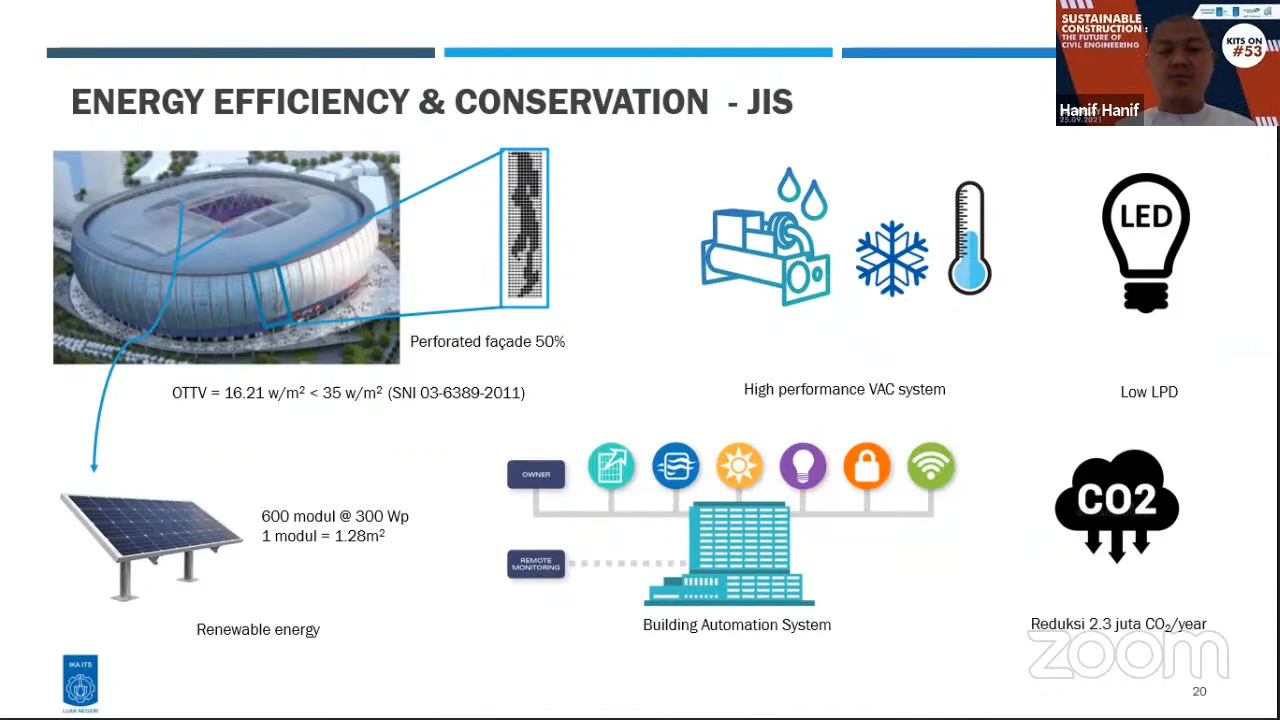 SUSTAINABLE
CONSTRUCTION :
THE FUTURE OF
CIVIL ENGINEERING
KITS ON
#53
Hanif Hanif
25.09.2021
ENERGY EFFICIENCY & CONSERVATION - JIS
Perforated façade 50%
OTTV = 16.21 w/m² < 35 w/m² (SNI 03-6389-2011)
High performance VAC system
LED
Low LPD
600 modul @ 300 Wp
1 modul = 1.28m²
Renewable energy
OWNER
REMOTE
MONITORING
Building Automation System
CO2
Reduksi 2.3 juta CO₂/year
zoom
IKA ITS
LUAR NEGERI
20